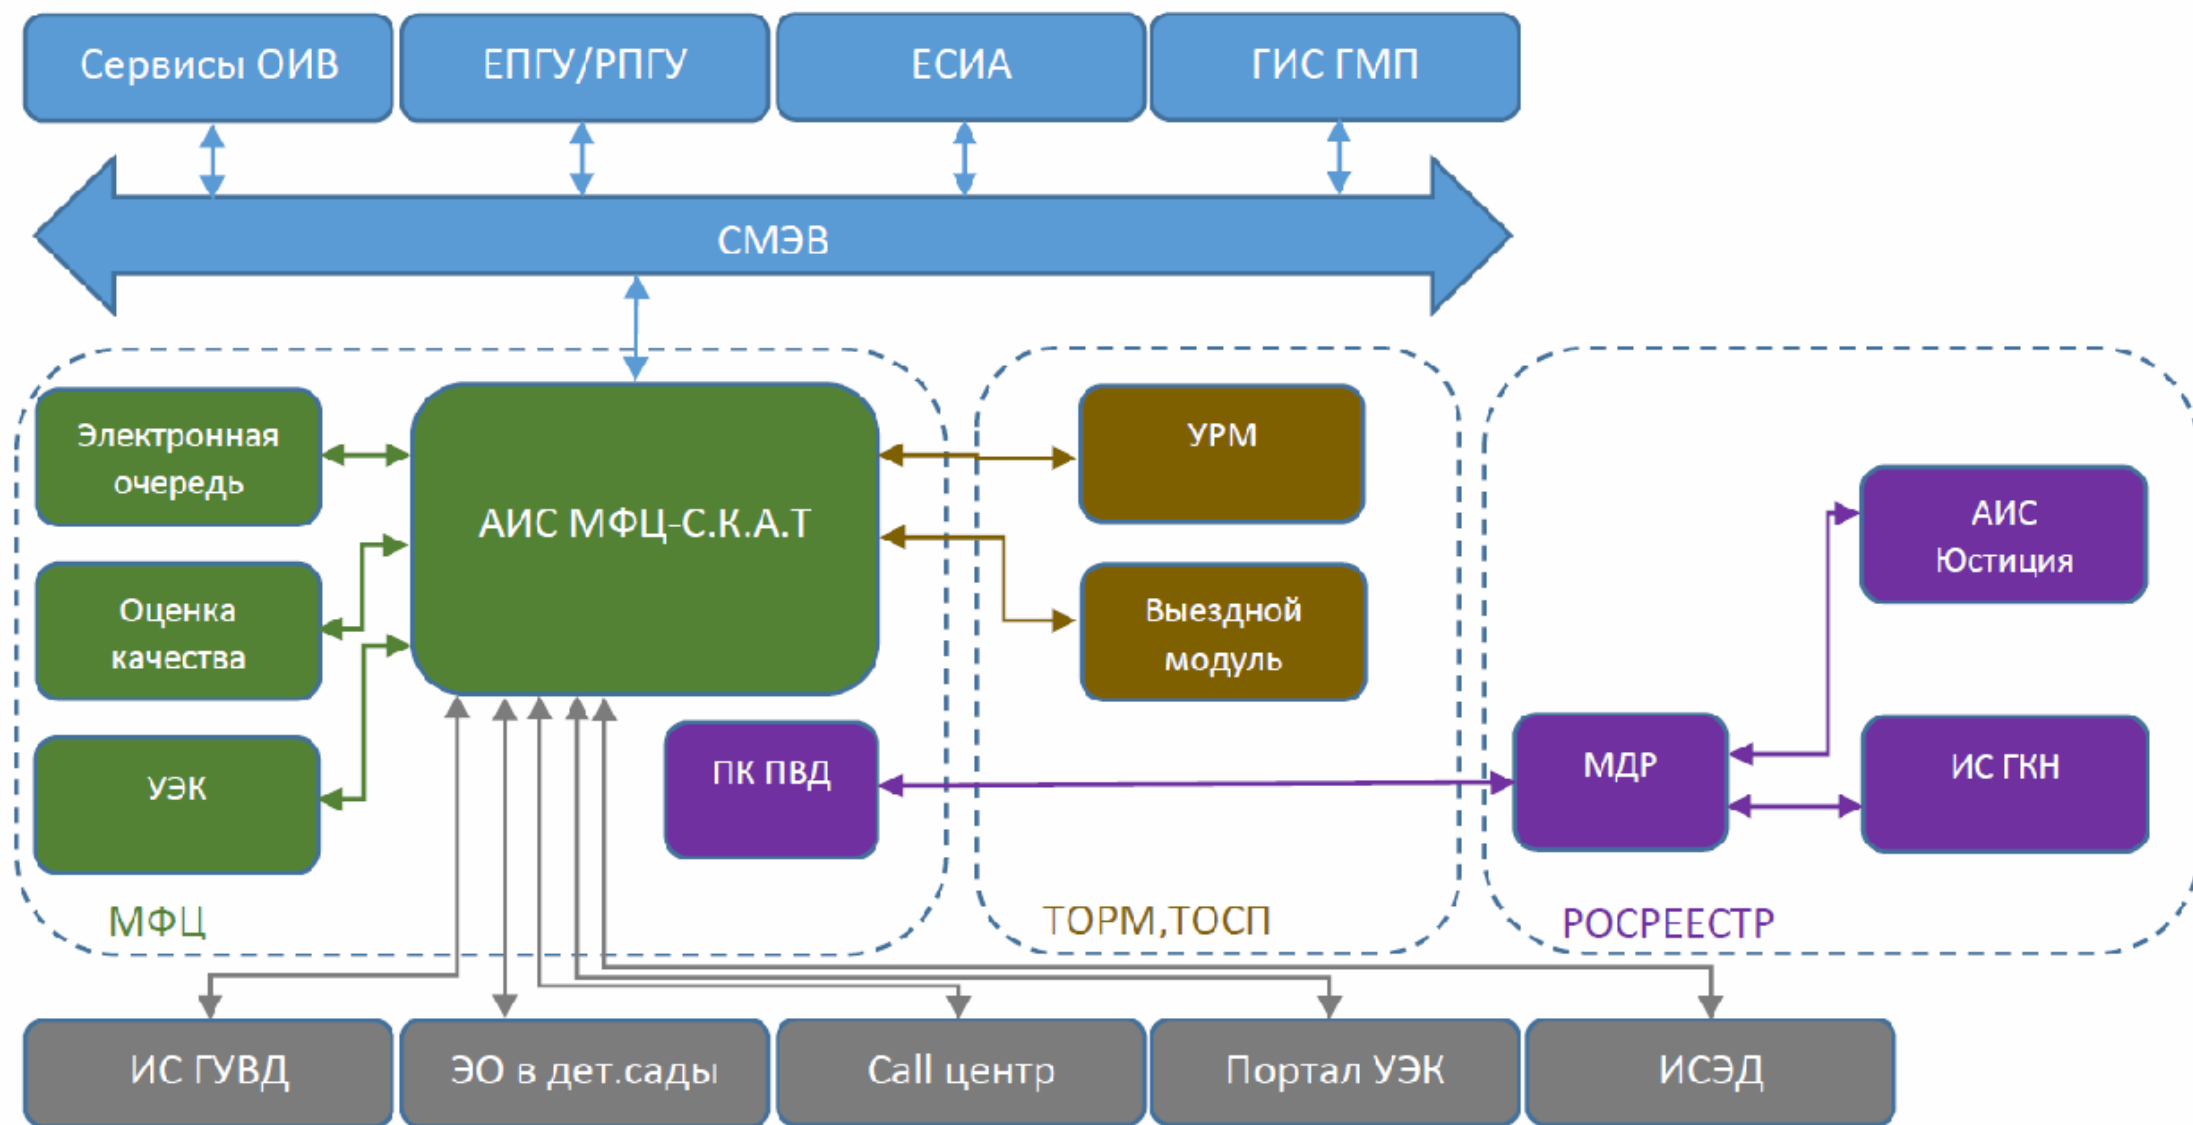 Сервисы ОИВ
ЕПГУ/РПГУ
ЕСИА
ГИС ГМП
СМЭВ
Электронная
очередь
Оценка
качества
УЭК
АИС МФЦ-С.К.А.Т
ПК ПВД
МФЦ
УРМ
Выездной
модуль
ТОРМ,ТОСП
АИС
Юстиция
МДР
ИС ГКН
РОСРЕЕСТР
ИС ГУВД
ЭО в дет.сады
Call центр
Портал УЭК
ИСЭД